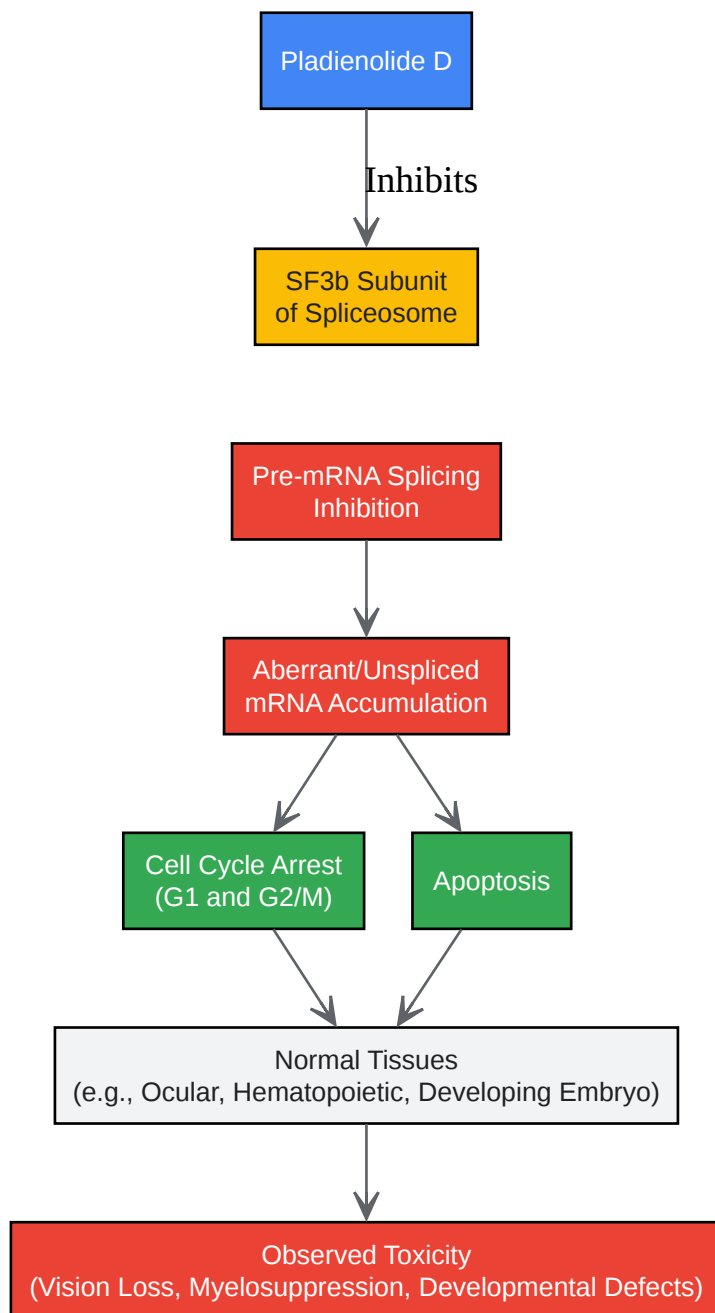 Pladienolide D
Inhibits
SF3b Subunit
of Spliceosome
Pre-mRNA Splicing
Inhibition
Aberrant/Unspliced
mRNA Accumulation
Cell Cycle Arrest
(G1 and G2/M)
Apoptosis
Normal Tissues
(e.g., Ocular, Hematopoietic, Developing Embryo)
Observed Toxicity
(Vision Loss, Myelosuppression, Developmental Defects)